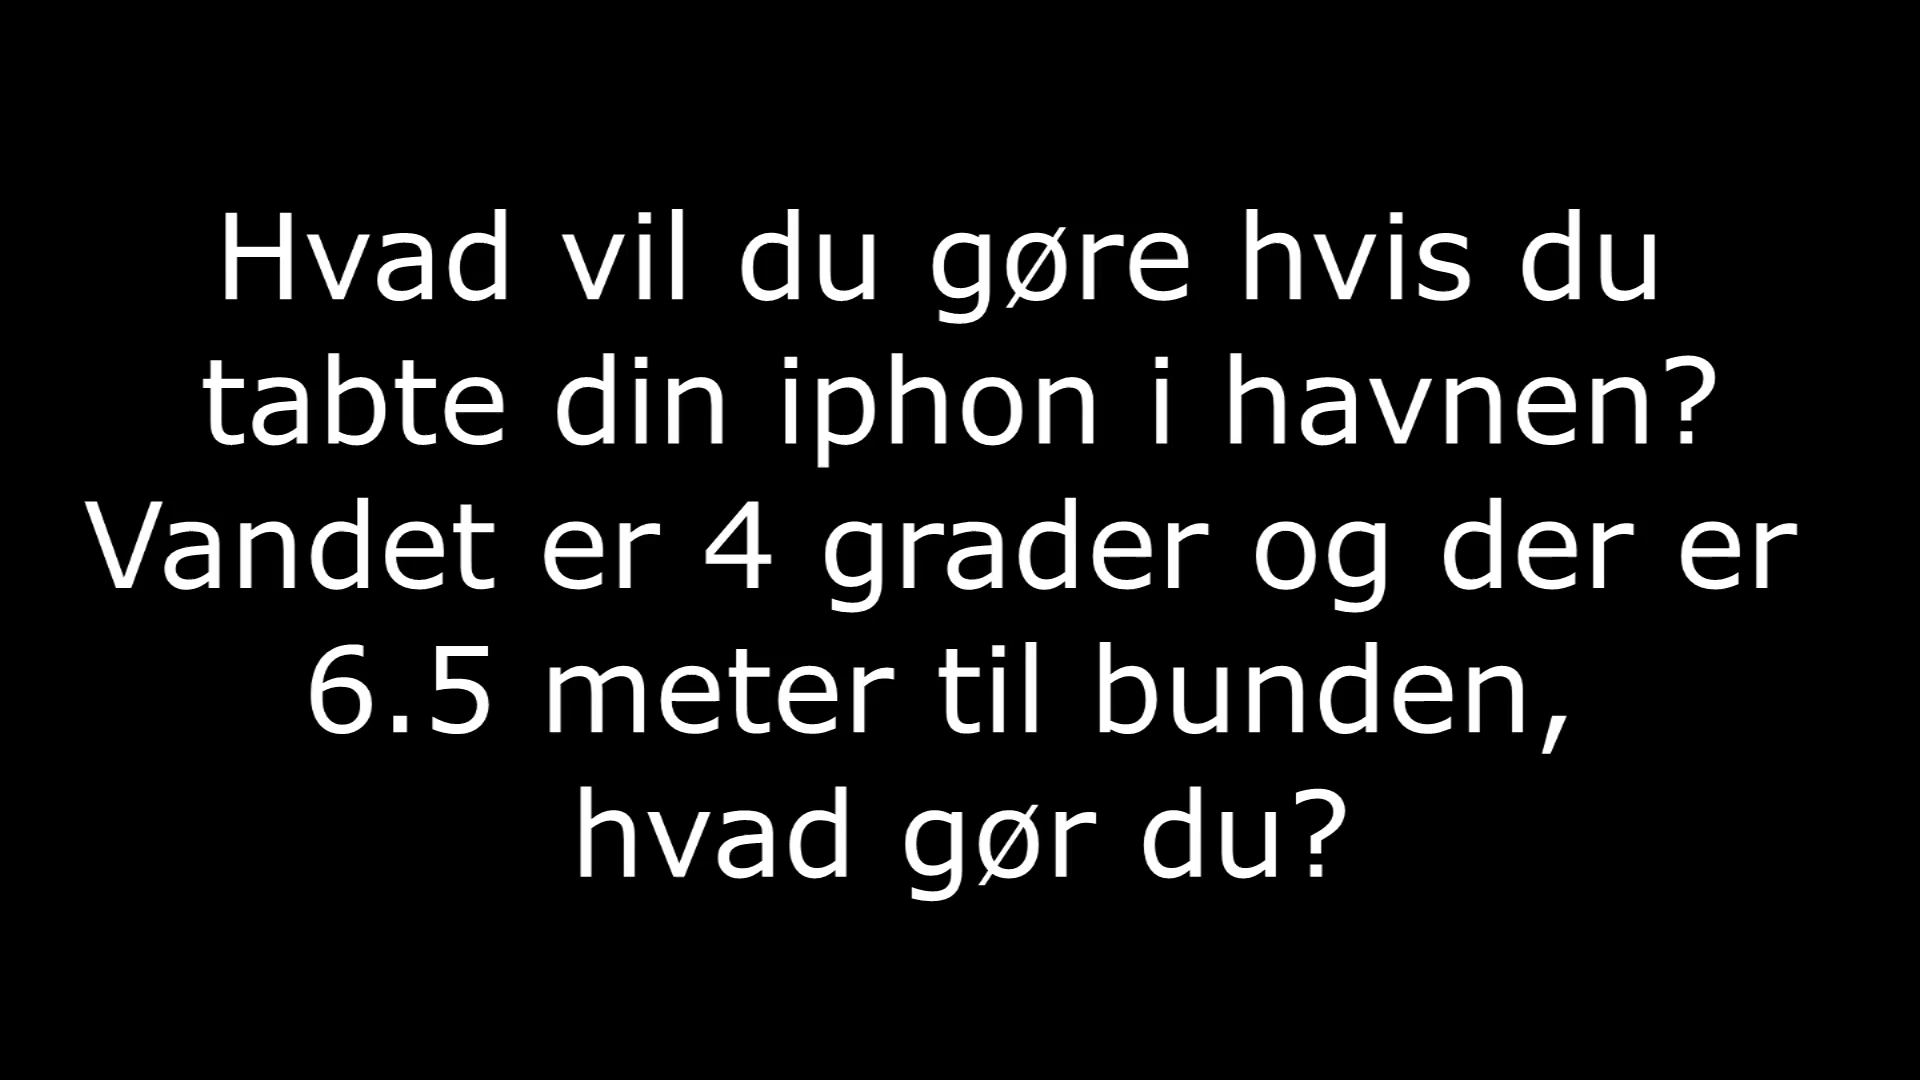 Hvad vil du gøre hvis du
tabte din iphon i havnen?
Vandet er 4 grader og der er
6.5 meter til bunden,
hvad gør du?